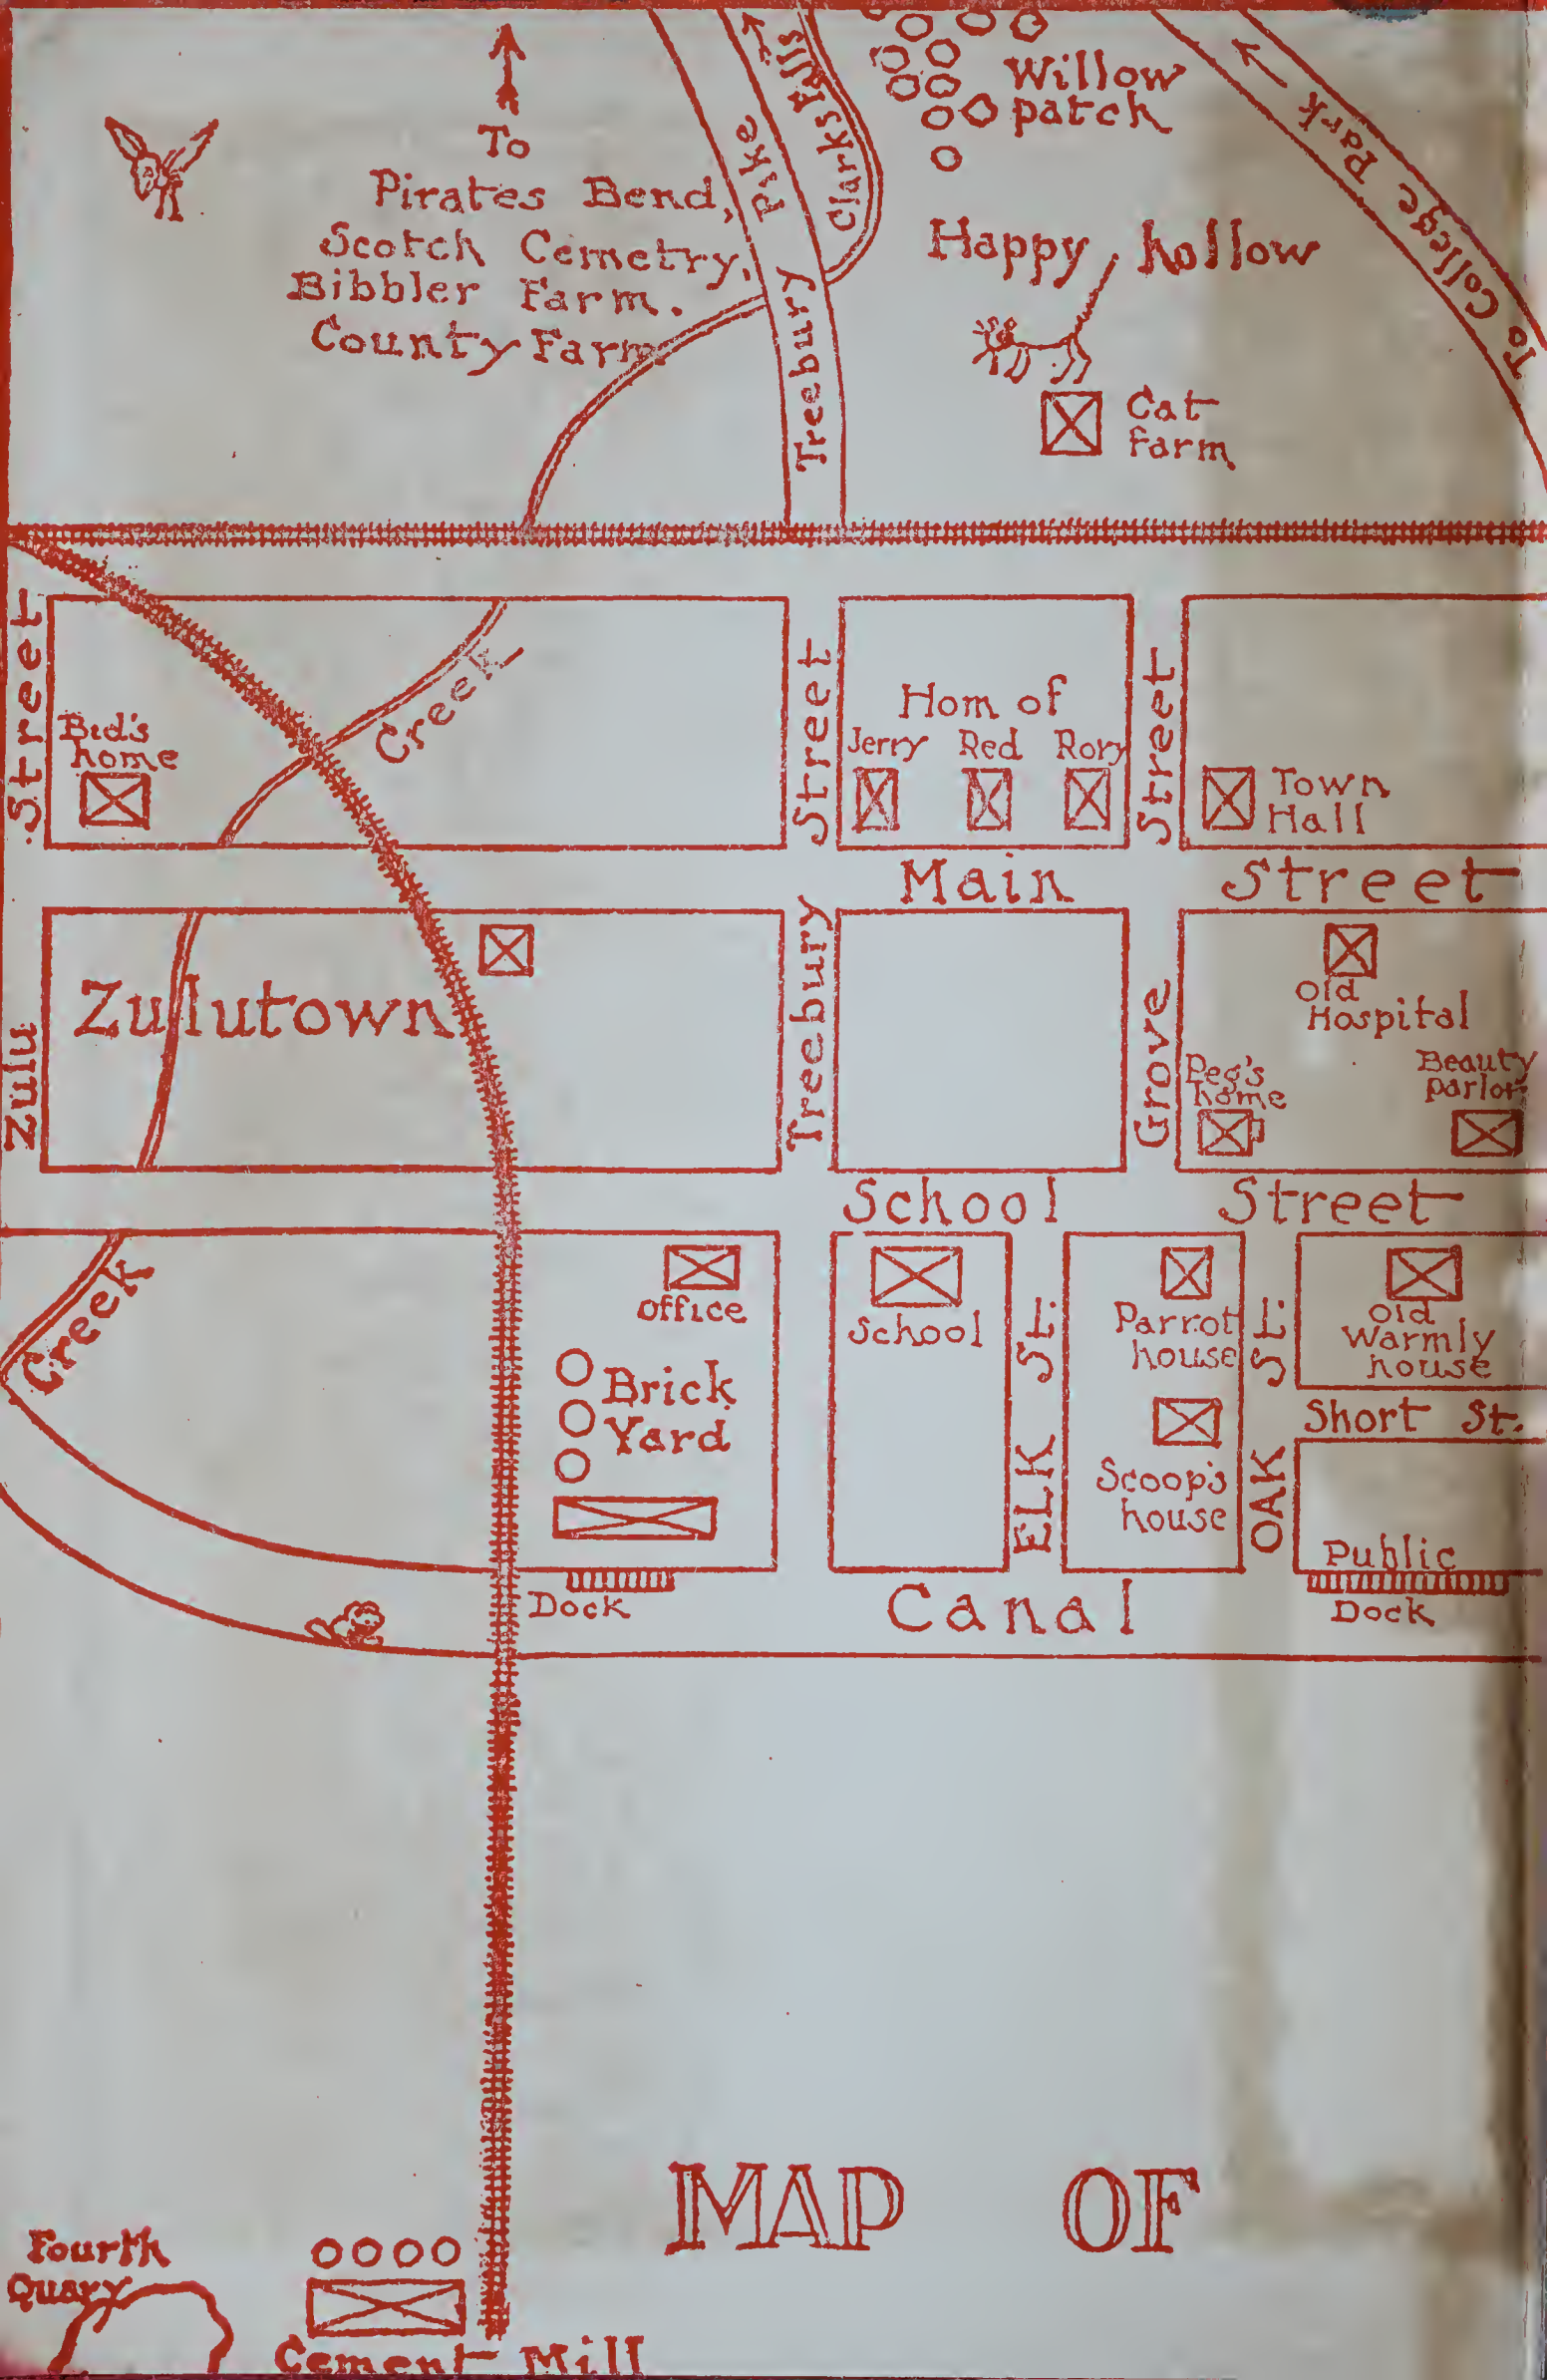 To
Pirates Bend,
Scotch Cemetry,
Bibbler Farm.
County Farm
Treebury Pike
Clarks Falls
Willow
patch
Happy hollow
Cat
Farm
To College Park
Zulu Street
Bid's
home
Creek
Treebury Street
Hom of
Jerry Red Rory
Grove Street
Town
Hall
Main Street
Zulutown
Old
Hospital
Peg's
home
Beauty
parlor
School Street
Creek
Office
Brick
Yard
School
ELK ST.
Parrot
house
Scoop's
house
OAK ST.
Old
Warmly
house
Short St.
Public
Dock
Dock
Canal
MAP OF
Fourth
Quary
Cement Mill